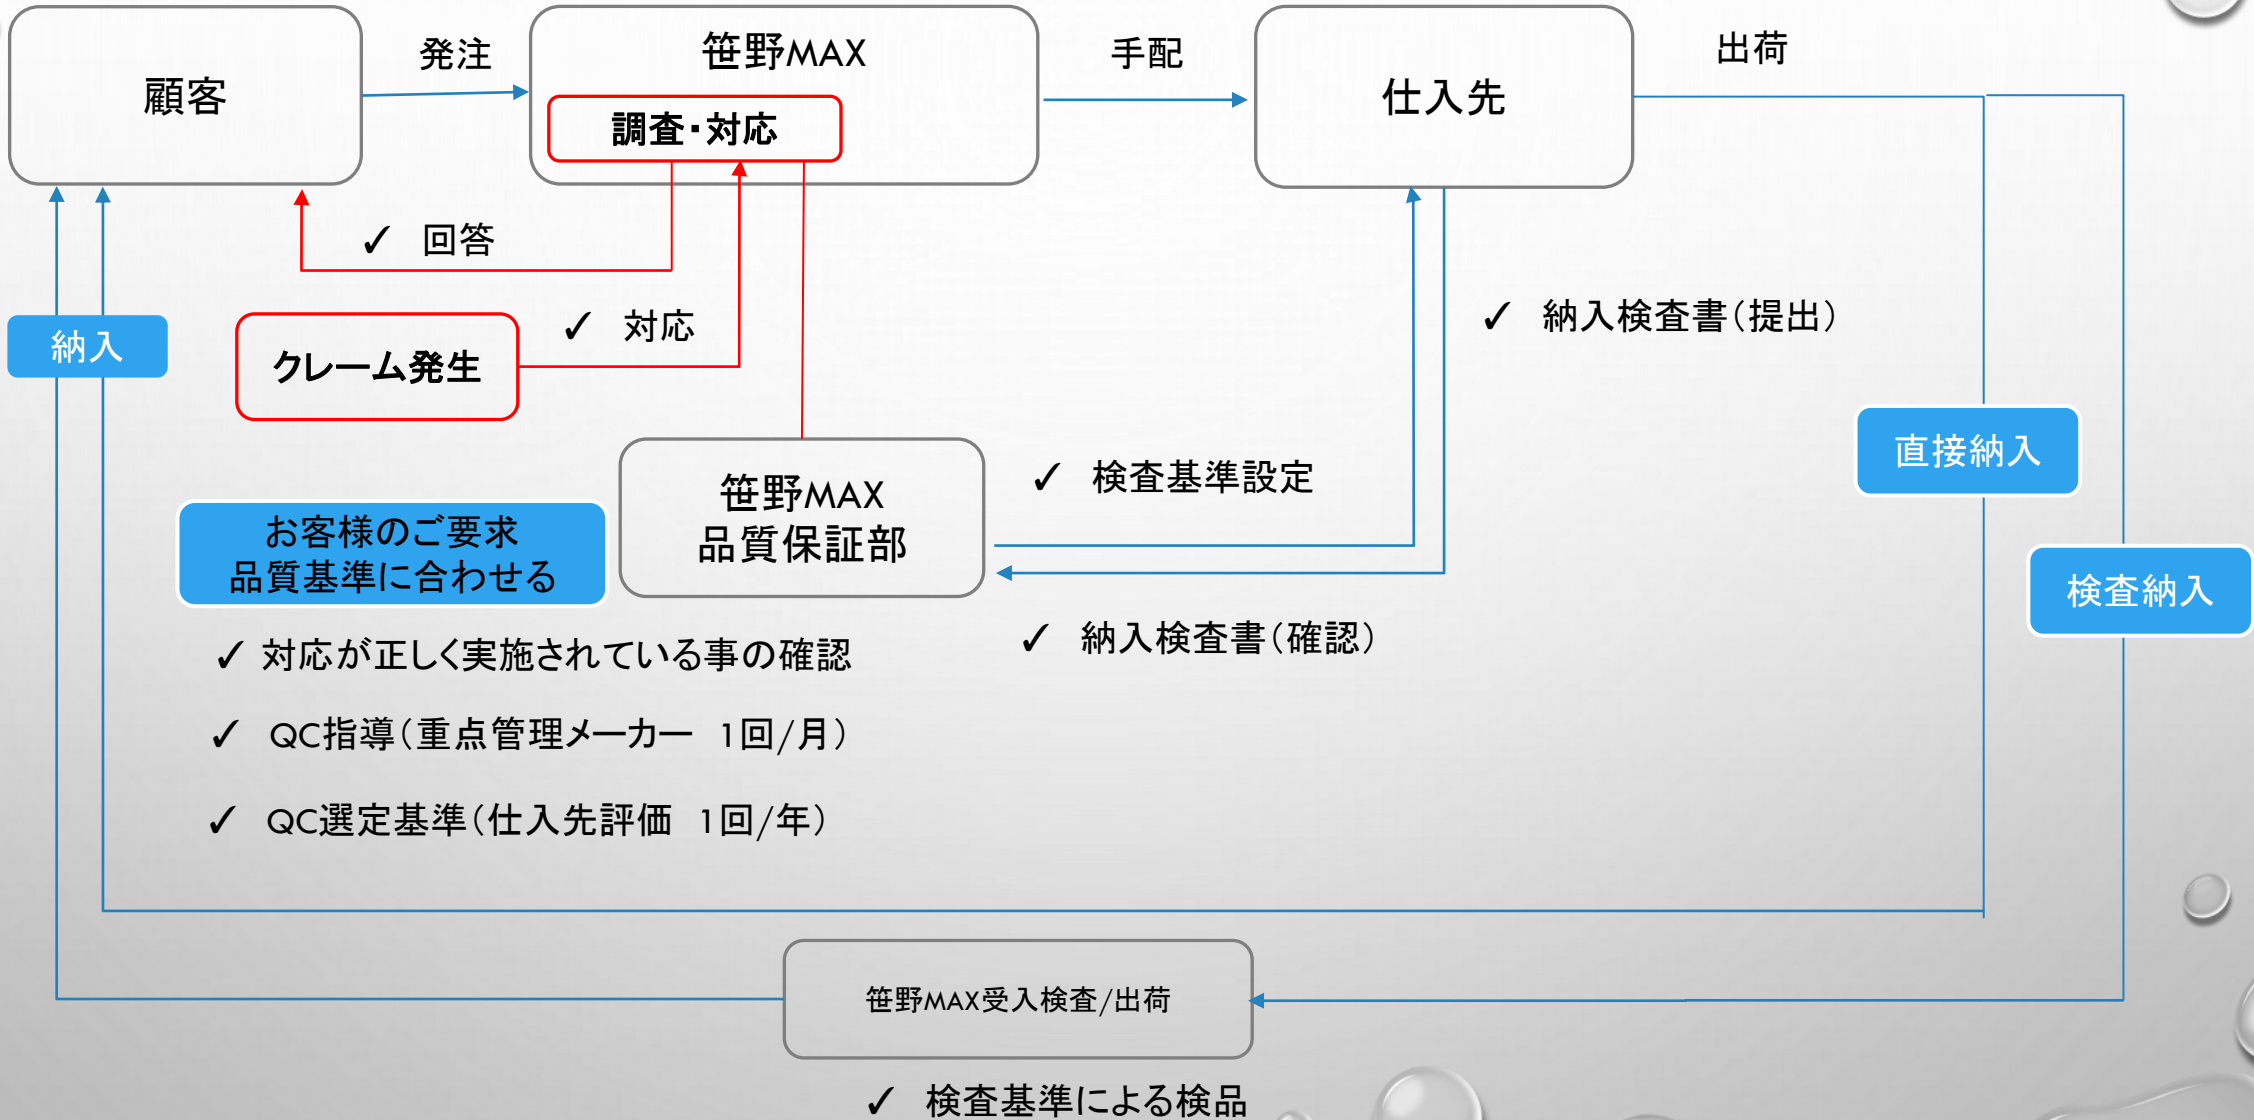 顧客
発注
笹野MAX
調査・対応
手配
仕入先
出荷
✓ 回答
納入
クレーム発生
✓ 対応
✓ 納入検査書(提出)
直接納入
検査納入
お客様のご要求
品質基準に合わせる
笹野MAX
品質保証部
✓ 検査基準設定
✓ 納入検査書(確認)
✓ 対応が正しく実施されている事の確認
✓ QC指導(重点管理メーカー 1回/月)
✓ QC選定基準(仕入先評価 1回/年)
笹野MAX受入検査/出荷
✓ 検査基準による検品